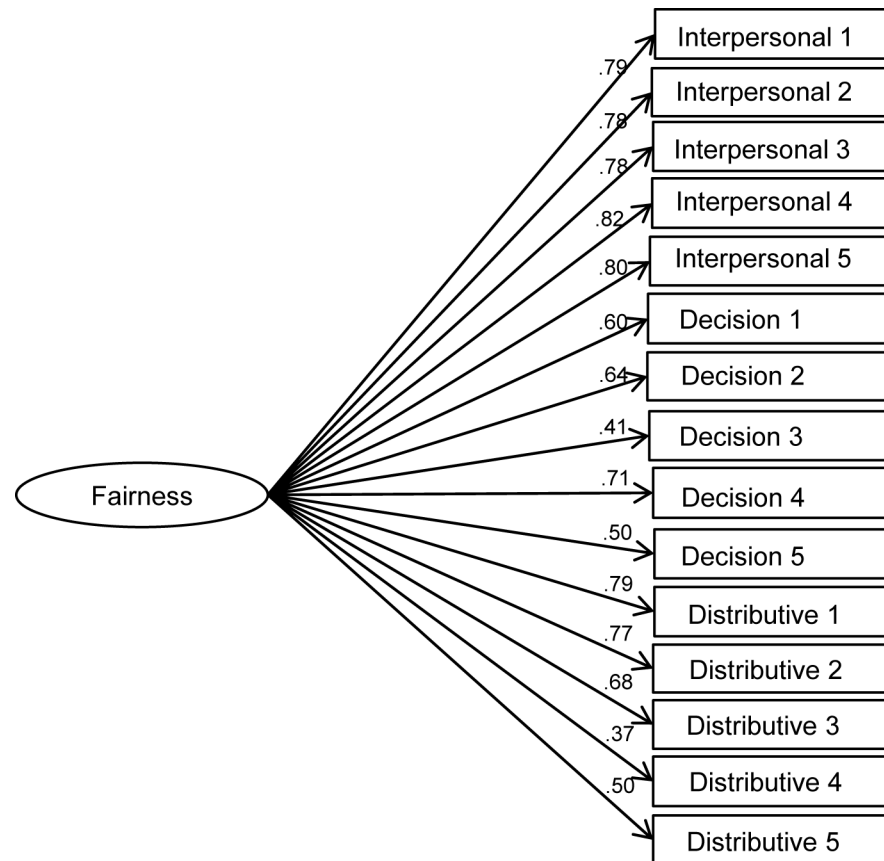 Interpersonal 1
.79
Interpersonal 2
.78
Interpersonal 3
.78
Interpersonal 4
.82
Interpersonal 5
.80
Decision 1
.60
Decision 2
.64
Decision 3
.41
Decision 4
.71
Fairness
Decision 5
.50
Distributive 1
.79
Distributive 2
.77
Distributive 3
.68
Distributive 4
.37
Distributive 5
.50